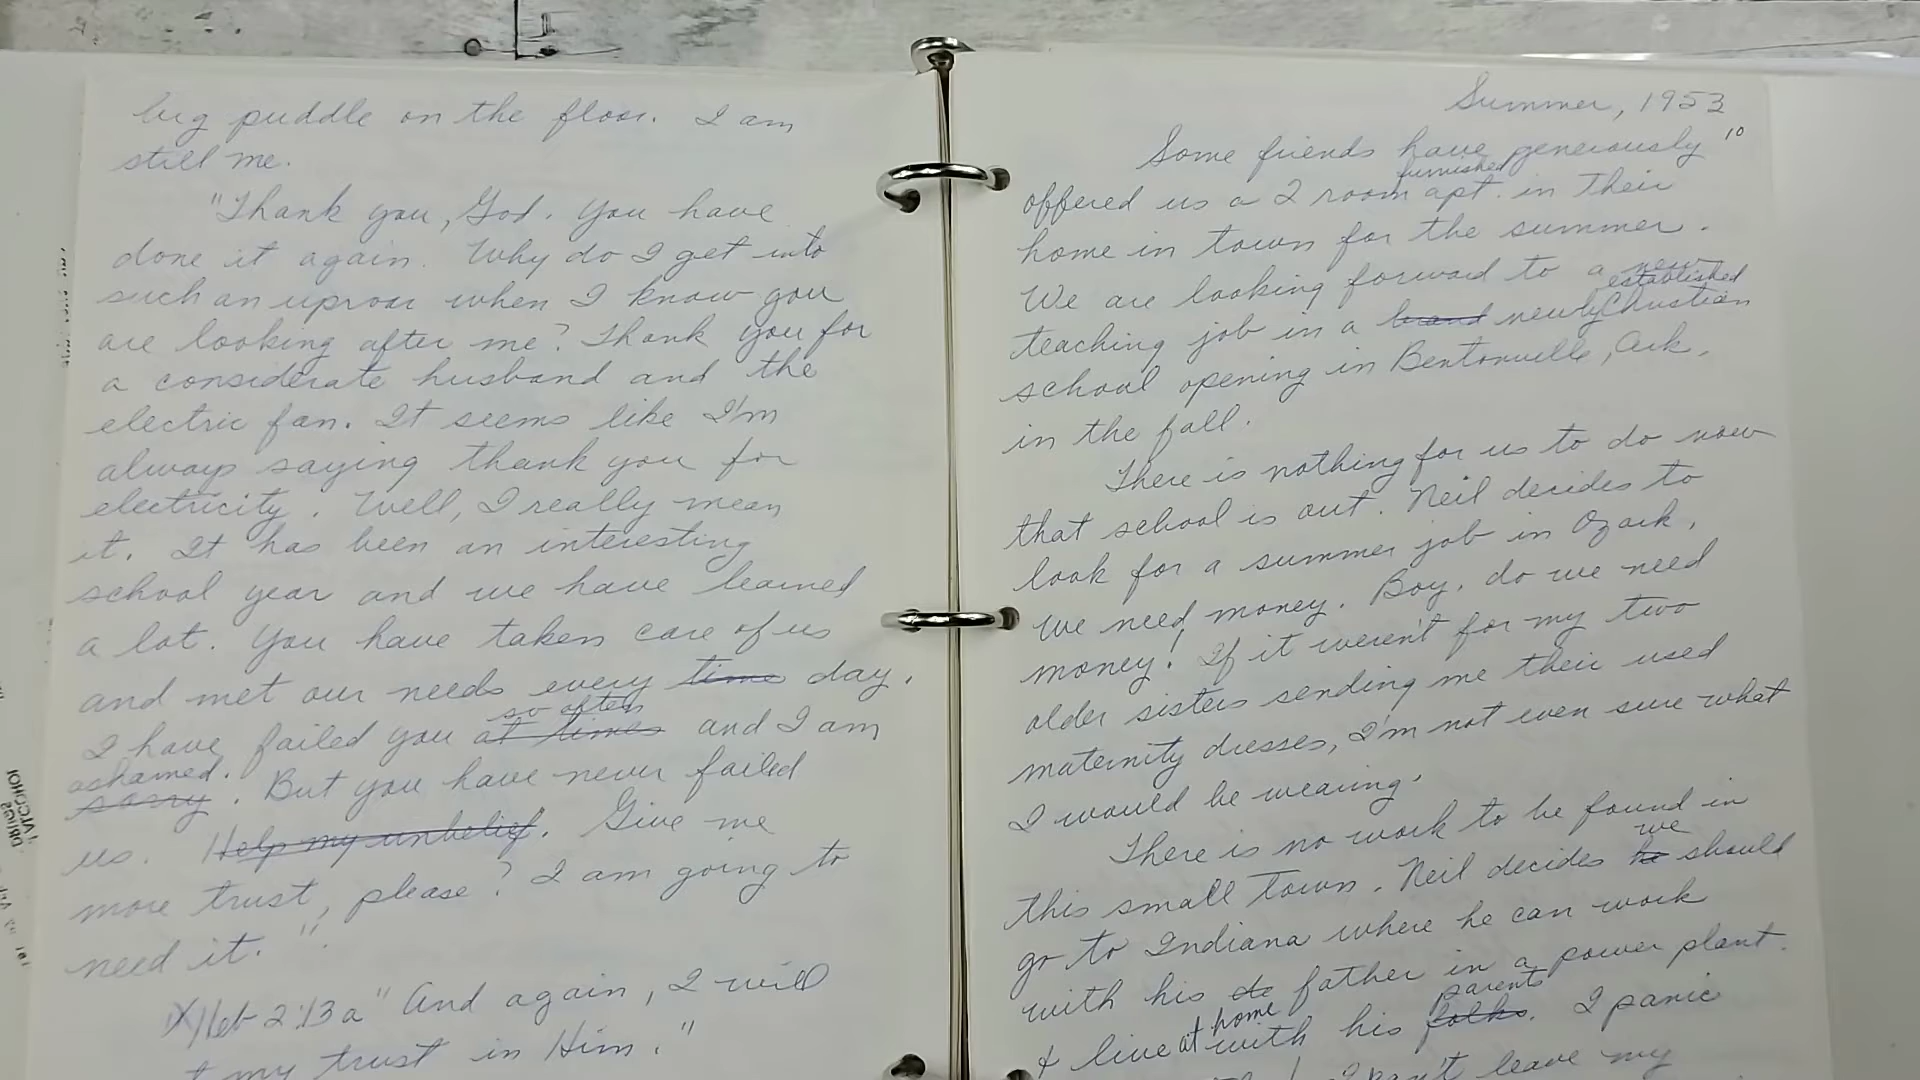 big puddle on the floor. I am
still me.
"Thank you, God. You have
done it again. Why do I get into
such an uproar when I know you
are looking after me? Thank you for
a considerate husband and the
electric fan. It seems like I'm
always saying thank you for
electricity. Well, I really mean
it. It has been an interesting
school year and we have learned
a lot. You have taken care of us
and met our needs every time day.
so often
I have failed you at times and I am
ashamed.
sorry. But you have never failed
us. Help my unbelief. Give me
more trust, please? I am going to
need it."
Heb 2:13a "And again, I will
my trust in Him."
Summer, 1953
10
Some friends have generously
furnished
offered us a 2 room apt. in their
home in town for the summer.
We are looking forward to a new
established
teaching job in a brand newly Christian
school opening in Bentonville, Ark.
in the fall.
There is nothing for us to do now
that school is out. Neil decides to
look for a summer job in Ozark.
We need money. Boy, do we need
money! If it weren't for my two
older sisters sending me their used
maternity dresses, I'm not even sure what
I would be wearing.
There is no work to be found in
we
this small town. Neil decides he should
go to Indiana where he can work
with his father in a power plant.
home parents
& live at with his folks. I panic
I can't leave my